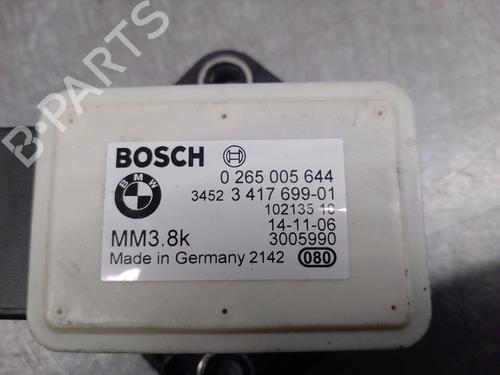 B-PARTS
BOSCH
BMW
0 265 005 644
3452 3 417 699-01
102135 10
14-11-06
MM3.8k
3005990
Made in Germany 2142
080